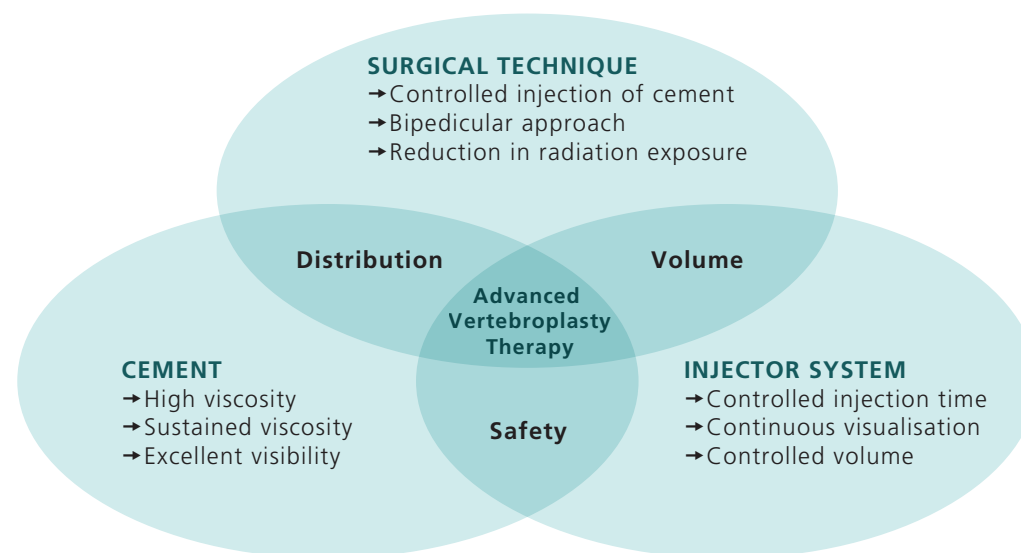 SURGICAL TECHNIQUE
→Controlled injection of cement
→Bipedicular approach
→Reduction in radiation exposure
Distribution
Volume
Advanced
Vertebroplasty
Therapy
CEMENT
→High viscosity
→Sustained viscosity
→Excellent visibility
Safety
INJECTOR SYSTEM
→Controlled injection time
→Continuous visualisation
→Controlled volume